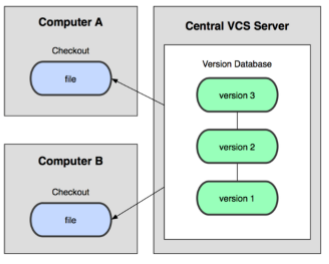 Computer A
Checkout
file
Computer B
Checkout
file
Central VCS Server
Version Database
version 3
version 2
version 1